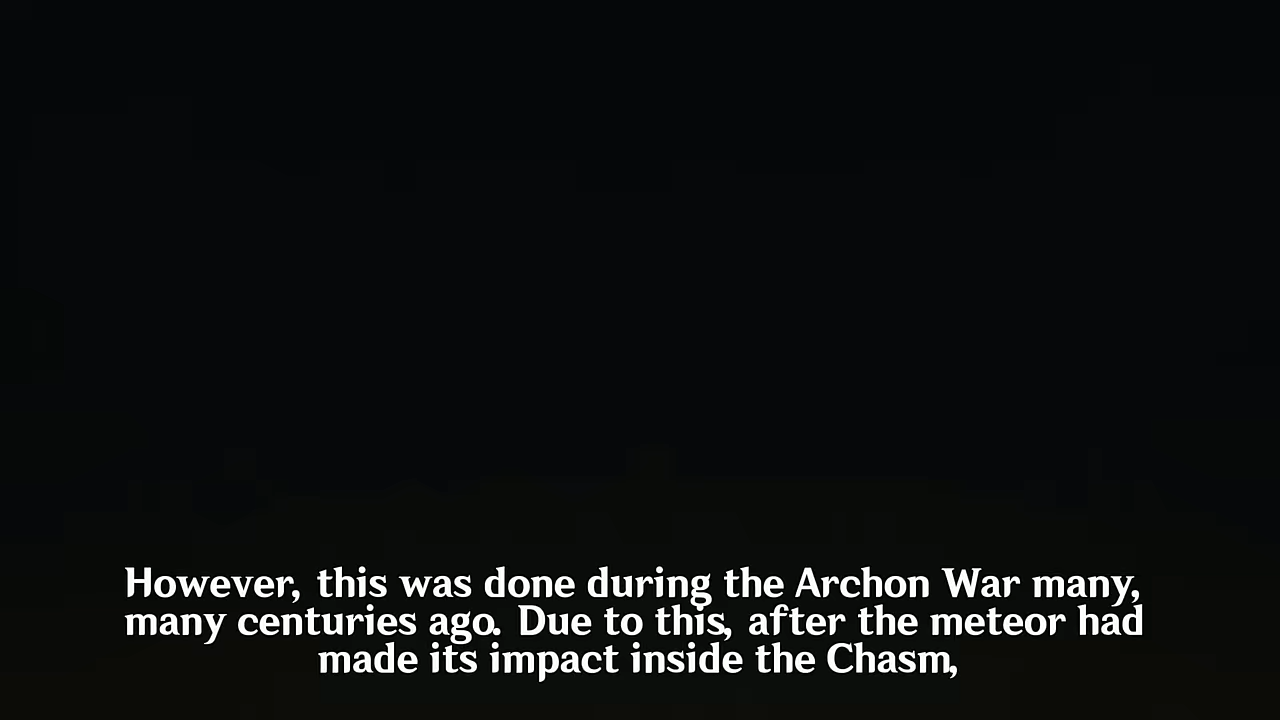 However, this was done during the Archon War many,
many centuries ago. Due to this, after the meteor had
made its impact inside the Chasm,